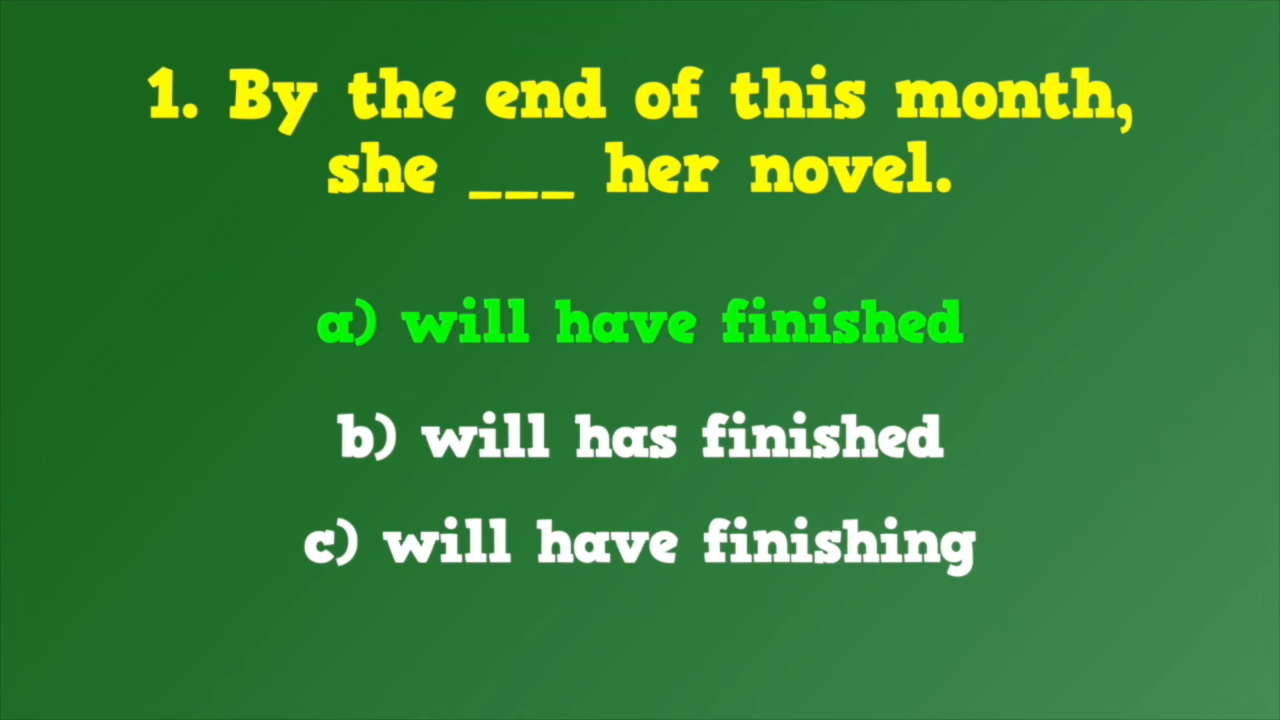 1. By the end of this month,
she ___ her novel.
a) will have finished
b) will has finished
c) will have finishing